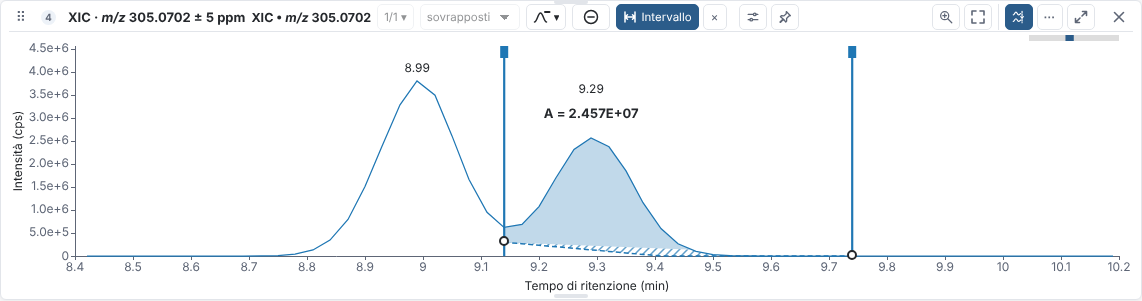 4 XIC · m/z 305.0702 ± 5 ppm XIC • m/z 305.0702 1/1 ▾ sovrapposti Intervallo ×
4.5e+6
4.0e+6
3.5e+6
3.0e+6
2.5e+6
2.0e+6
1.5e+6
1.0e+6
5.0e+5
0
Intensità (cps)
8.99
9.29
A = 2.457E+07
8.4 8.5 8.6 8.7 8.8 8.9 9 9.1 9.2 9.3 9.4 9.5 9.6 9.7 9.8 9.9 10 10.1 10.2
Tempo di ritenzione (min)